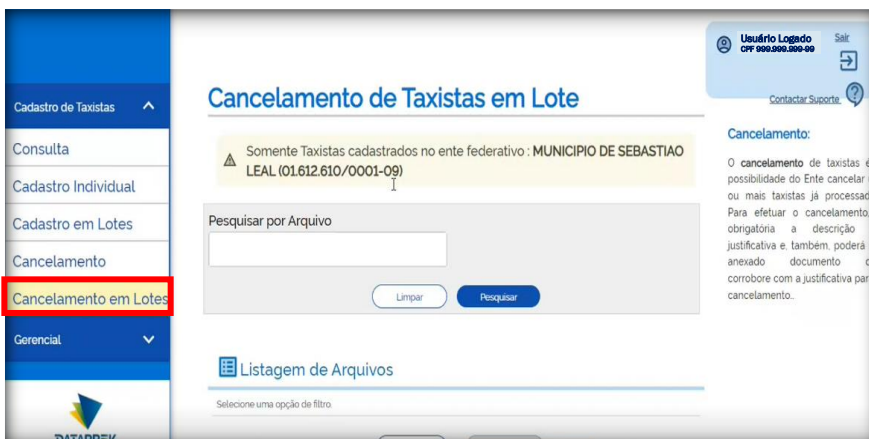 Cadastro de Taxistas
Consulta
Cadastro Individual
Cadastro em Lotes
Cancelamento
Cancelamento em Lotes
Gerencial
Cancelamento de Taxistas em Lote
Somente Taxistas cadastrados no ente federativo : MUNICIPIO DE SEBASTIAO
LEAL (01.612.610/0001-09)
Pesquisar por Arquivo
Limpar
Pesquisar
Listagem de Arquivos
Selecione uma opção de filtro.
Usuário Logado
CPF 999.999.999-99
Sair
Contactar Suporte
Cancelamento:
O cancelamento de taxistas é
possibilidade do Ente cancelar
ou mais taxistas já processad
Para efetuar o cancelamento,
obrigatória a descrição
justificativa e, também, poderá
anexado documento
corrobore com a justificativa par
cancelamento..